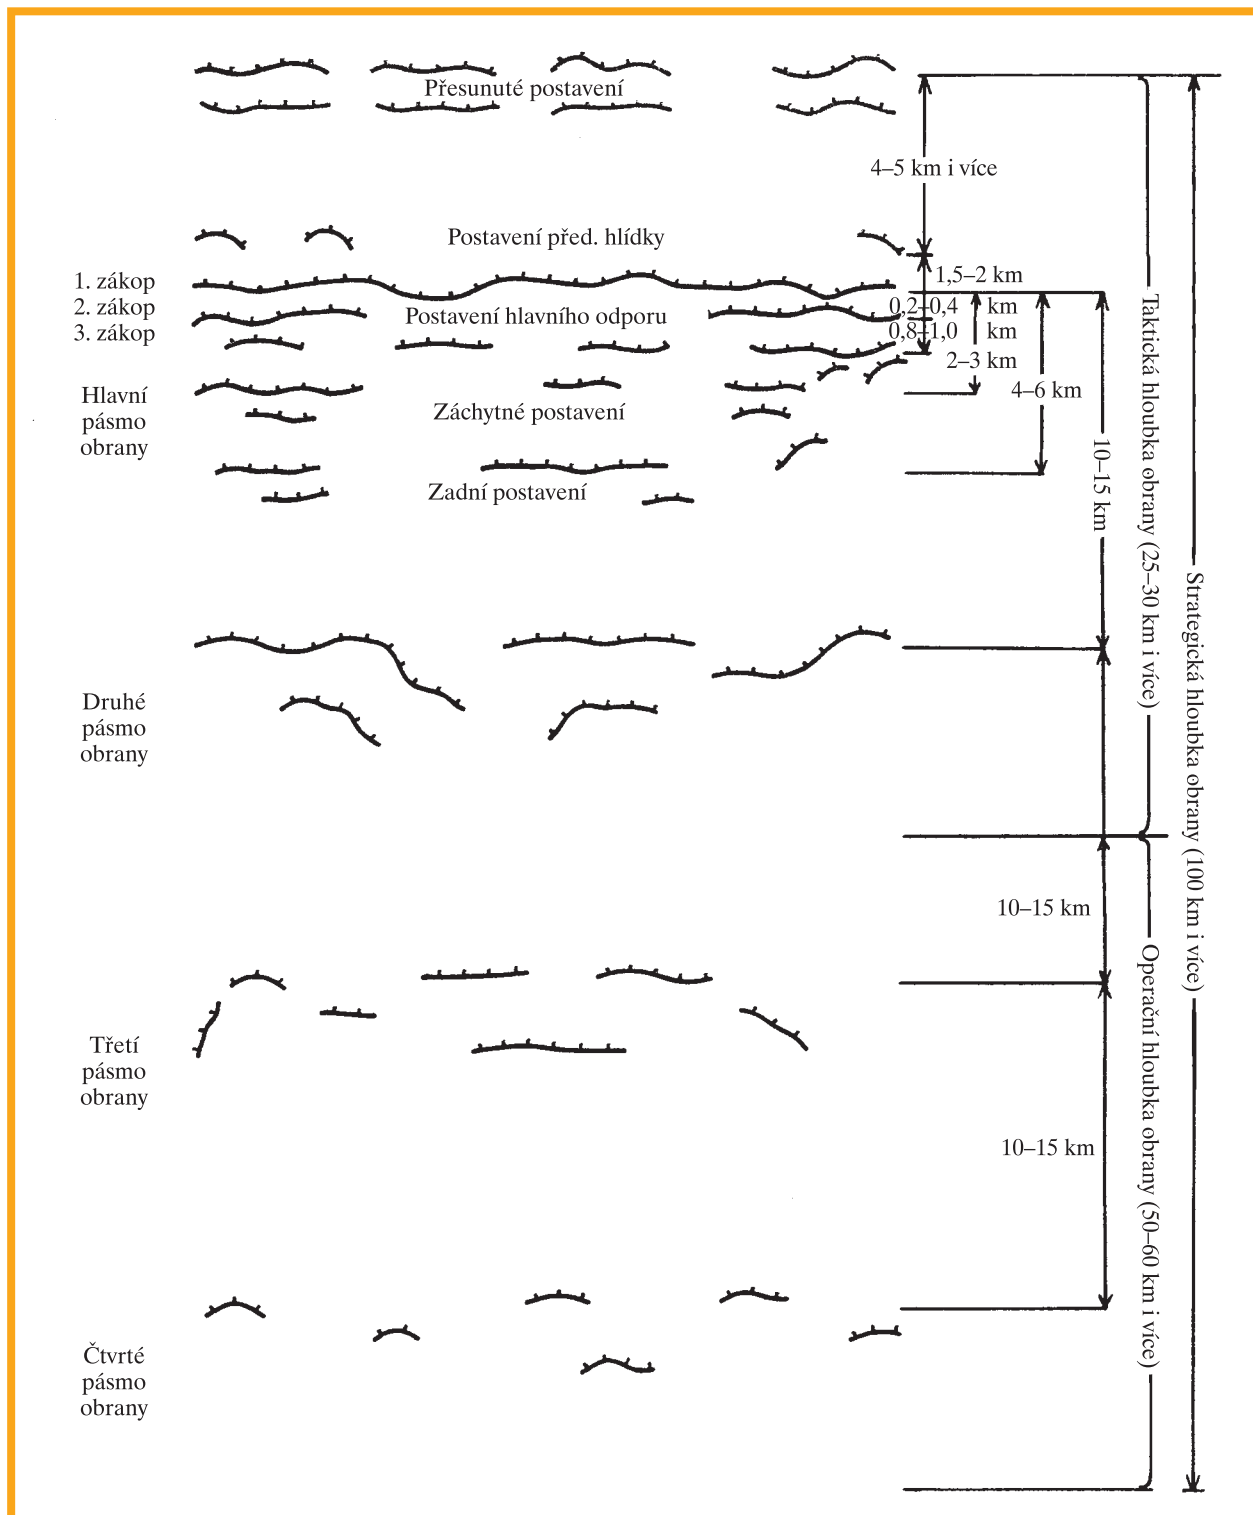 Přesunuté postavení
4–5 km i více
Postavení před. hlídky
1. zákop
2. zákop
3. zákop
1,5–2 km
0,2–0,4 km
Postavení hlavního odporu
0,8–1,0 km
2–3 km
4–6 km
Hlavní
pásmo
obrany
Záchytné postavení
Zadní postavení
10–15 km
Taktická hloubka obrany (25–30 km i více)
Strategická hloubka obrany (100 km i více)
Druhé
pásmo
obrany
10–15 km
Operační hloubka obrany (50–60 km i více)
Třetí
pásmo
obrany
10–15 km
Čtvrté
pásmo
obrany